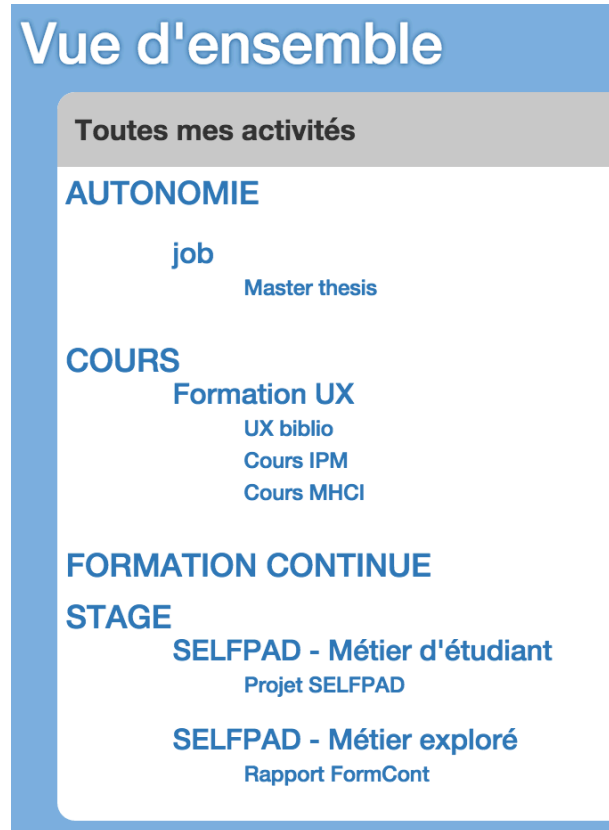 Vue d'ensemble
Toutes mes activités
AUTONOMIE
job
Master thesis
COURS
Formation UX
UX biblio
Cours IPM
Cours MHCI
FORMATION CONTINUE
STAGE
SELFPAD - Métier d'étudiant
Projet SELFPAD
SELFPAD - Métier exploré
Rapport FormCont